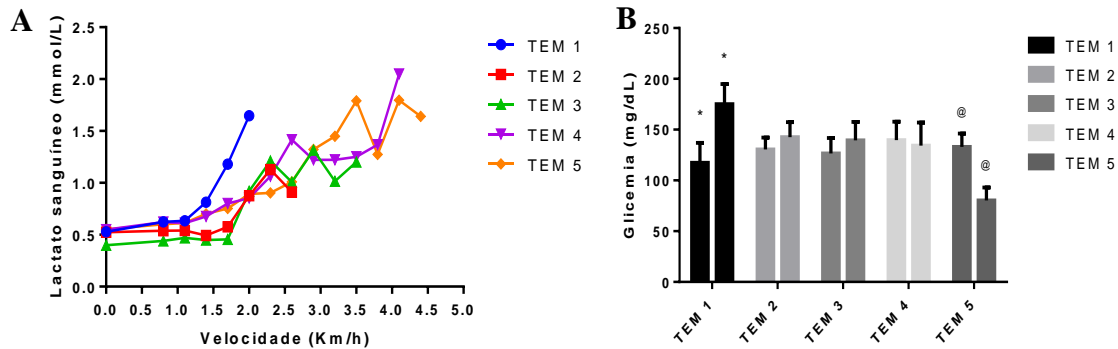 A
Lactato sanguíneo (mmol/L)
2.5
2.0
1.5
1.0
0.5
0.0
0.0 0.5 1.0 1.5 2.0 2.5 3.0 3.5 4.0 4.5 5.0
Velocidade (Km/h)
TEM 1
TEM 2
TEM 3
TEM 4
TEM 5
B
Glicemia (mg/dL)
250
200
150
100
50
0
*
*
@
@
TEM 1
TEM 2
TEM 3
TEM 4
TEM 5
TEM 1
TEM 2
TEM 3
TEM 4
TEM 5